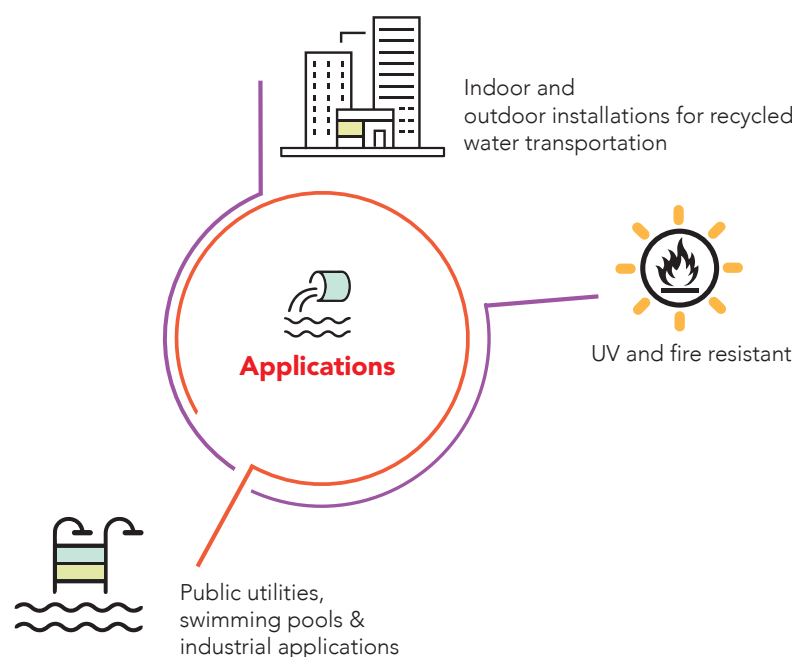 Indoor and
outdoor installations for recycled
water transportation
UV and fire resistant
Applications
Public utilities,
swimming pools &
industrial applications